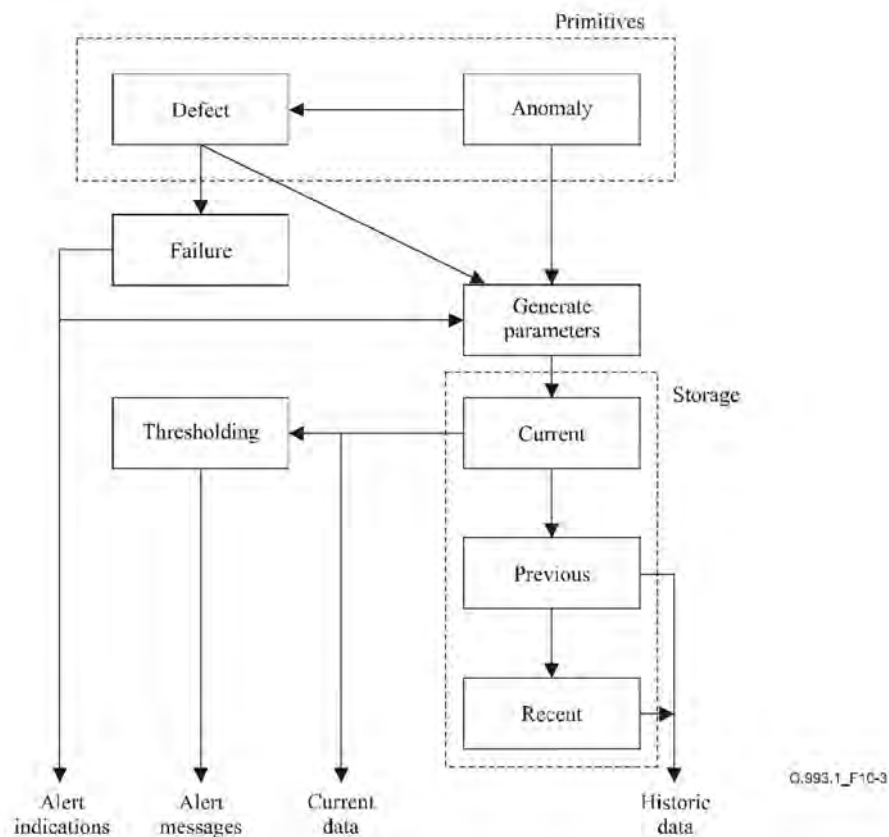 Primitives
Defect
Anomaly
Failure
Generate
parameters
Storage
Thresholding
Current
Previous
Recent
G.993.1_F10-3
Alert
indications
Alert
messages
Current
data
Historic
data